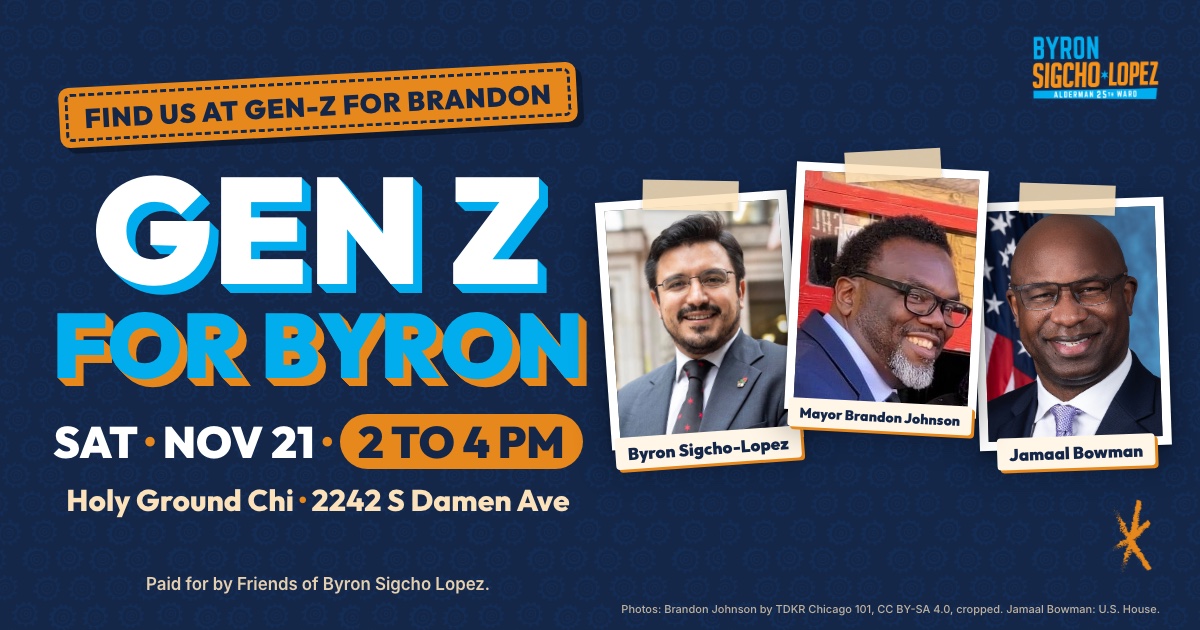 BYRON
SIGCHO★LOPEZ
ALDERMAN 25TH WARD
FIND US AT GEN-Z FOR BRANDON
GEN Z
FOR BYRON
SAT • NOV 21 • 2 TO 4 PM
Holy Ground Chi • 2242 S Damen Ave
Byron Sigcho-Lopez
Mayor Brandon Johnson
Jamaal Bowman
Paid for by Friends of Byron Sigcho Lopez.
Photos: Brandon Johnson by TDKR Chicago 101, CC BY-SA 4.0, cropped. Jamaal Bowman: U.S. House.